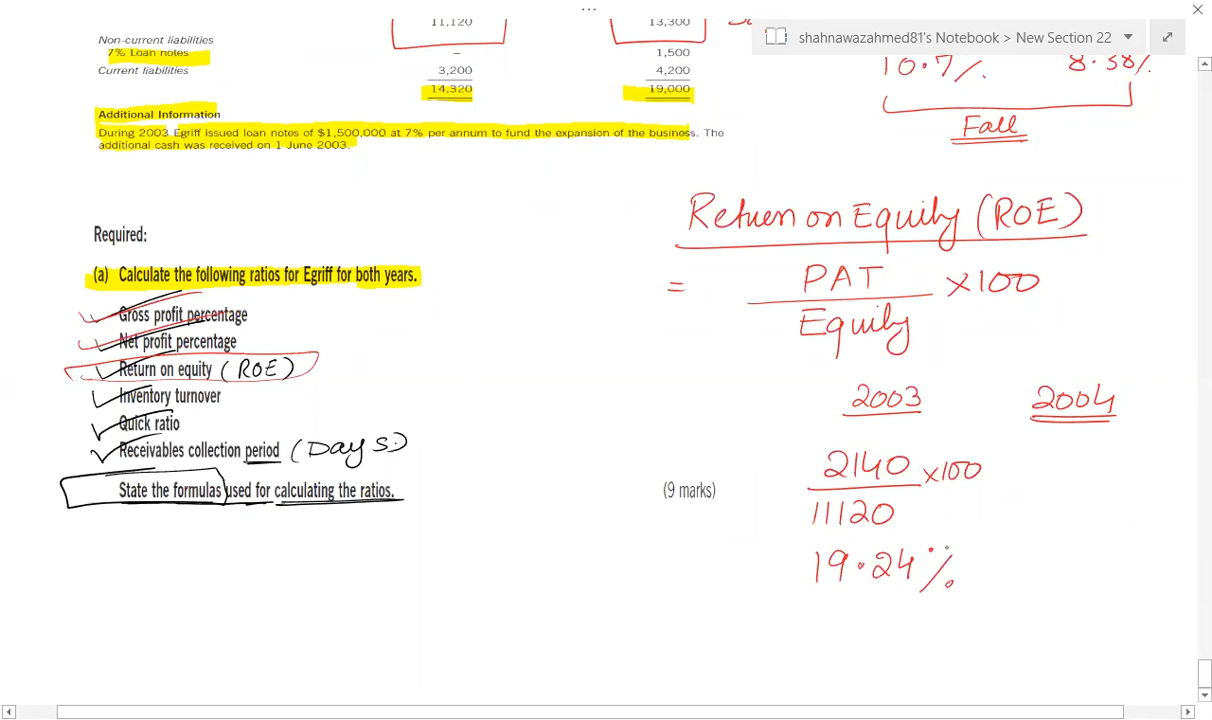 11,120 13,300
shahnawazahmed81's Notebook > New Section 22
Non-current liabilities
7% Loan notes – 1,500
Current liabilities 3,200 4,200
14,320 19,000
10.7% 8.58%
Fall
Additional Information
During 2003 Egriff issued loan notes of $1,500,000 at 7% per annum to fund the expansion of the business. The
additional cash was received on 1 June 2003.
Return on Equity (ROE)
= PAT ×100
Equity
Required:
(a) Calculate the following ratios for Egriff for both years.
Gross profit percentage
Net profit percentage
Return on equity (ROE)
Inventory turnover
Quick ratio
Receivables collection period (Days)
State the formulas used for calculating the ratios.
(9 marks)
2003 2004
2140 ×100
11120
19.24%